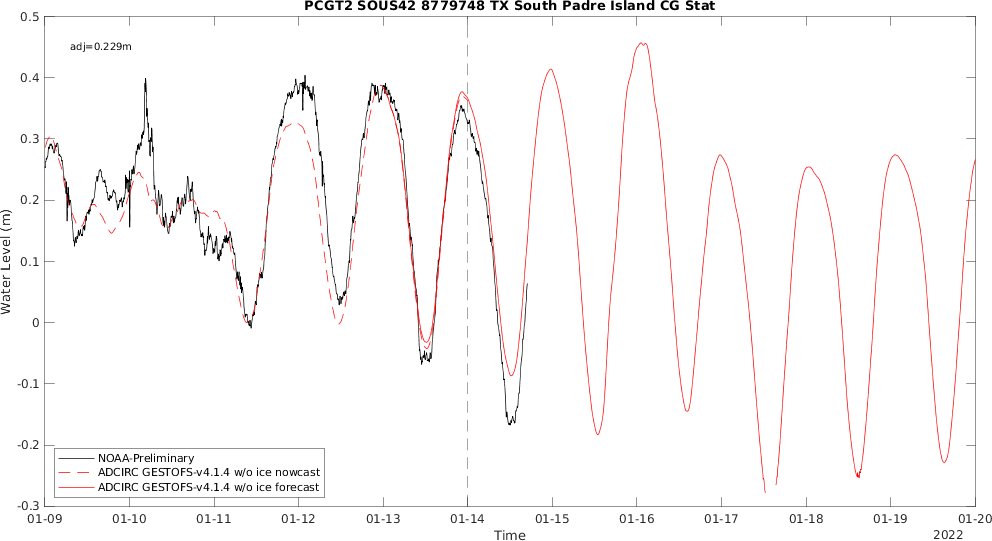 PCGT2 SOUS42 8779748 TX South Padre Island CG Stat
adj=0.229m
0.5
0.4
0.3
0.2
0.1
0
-0.1
-0.2
-0.3
Water Level (m)
NOAA-Preliminary
ADCIRC GESTOFS-v4.1.4 w/o ice nowcast
ADCIRC GESTOFS-v4.1.4 w/o ice forecast
01-09 01-10 01-11 01-12 01-13 01-14 01-15 01-16 01-17 01-18 01-19 01-20
Time
2022